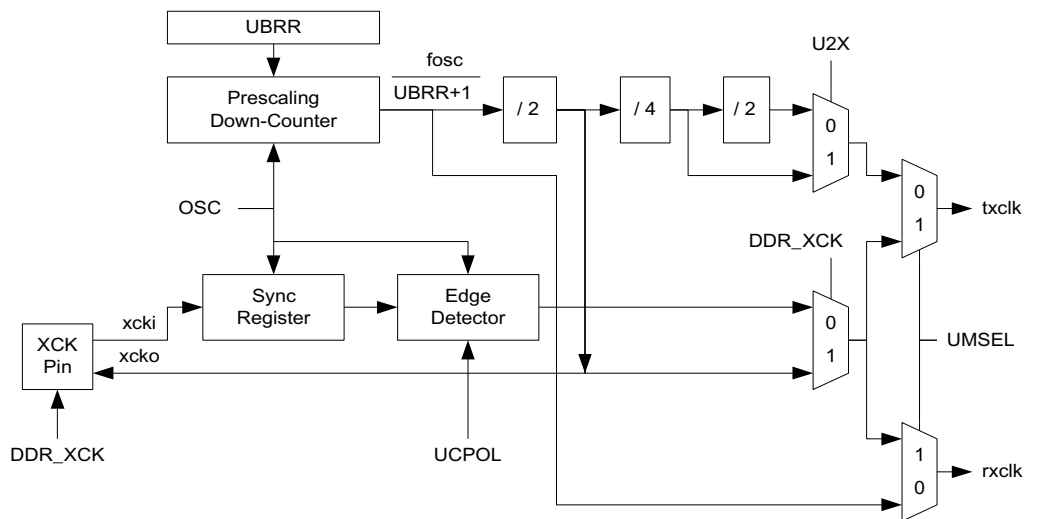 UBRR
Prescaling
Down-Counter
fosc
UBRR+1
/ 2
/ 4
/ 2
U2X
0
1
OSC
0
1
txclk
DDR_XCK
Sync
Register
Edge
Detector
xcki
xcko
XCK
Pin
0
1
UMSEL
DDR_XCK
UCPOL
1
0
rxclk